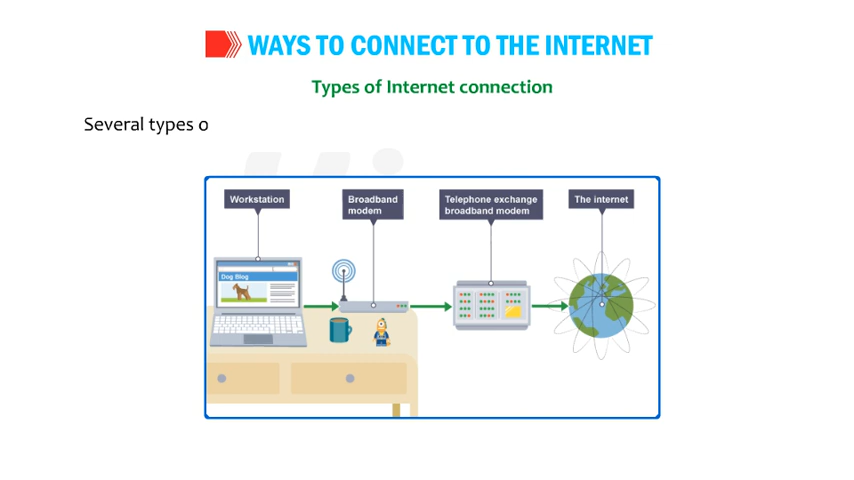 WAYS TO CONNECT TO THE INTERNET
Types of Internet connection
Several types o
Workstation
Broadband
modem
Telephone exchange
broadband modem
The internet
Dog Blog